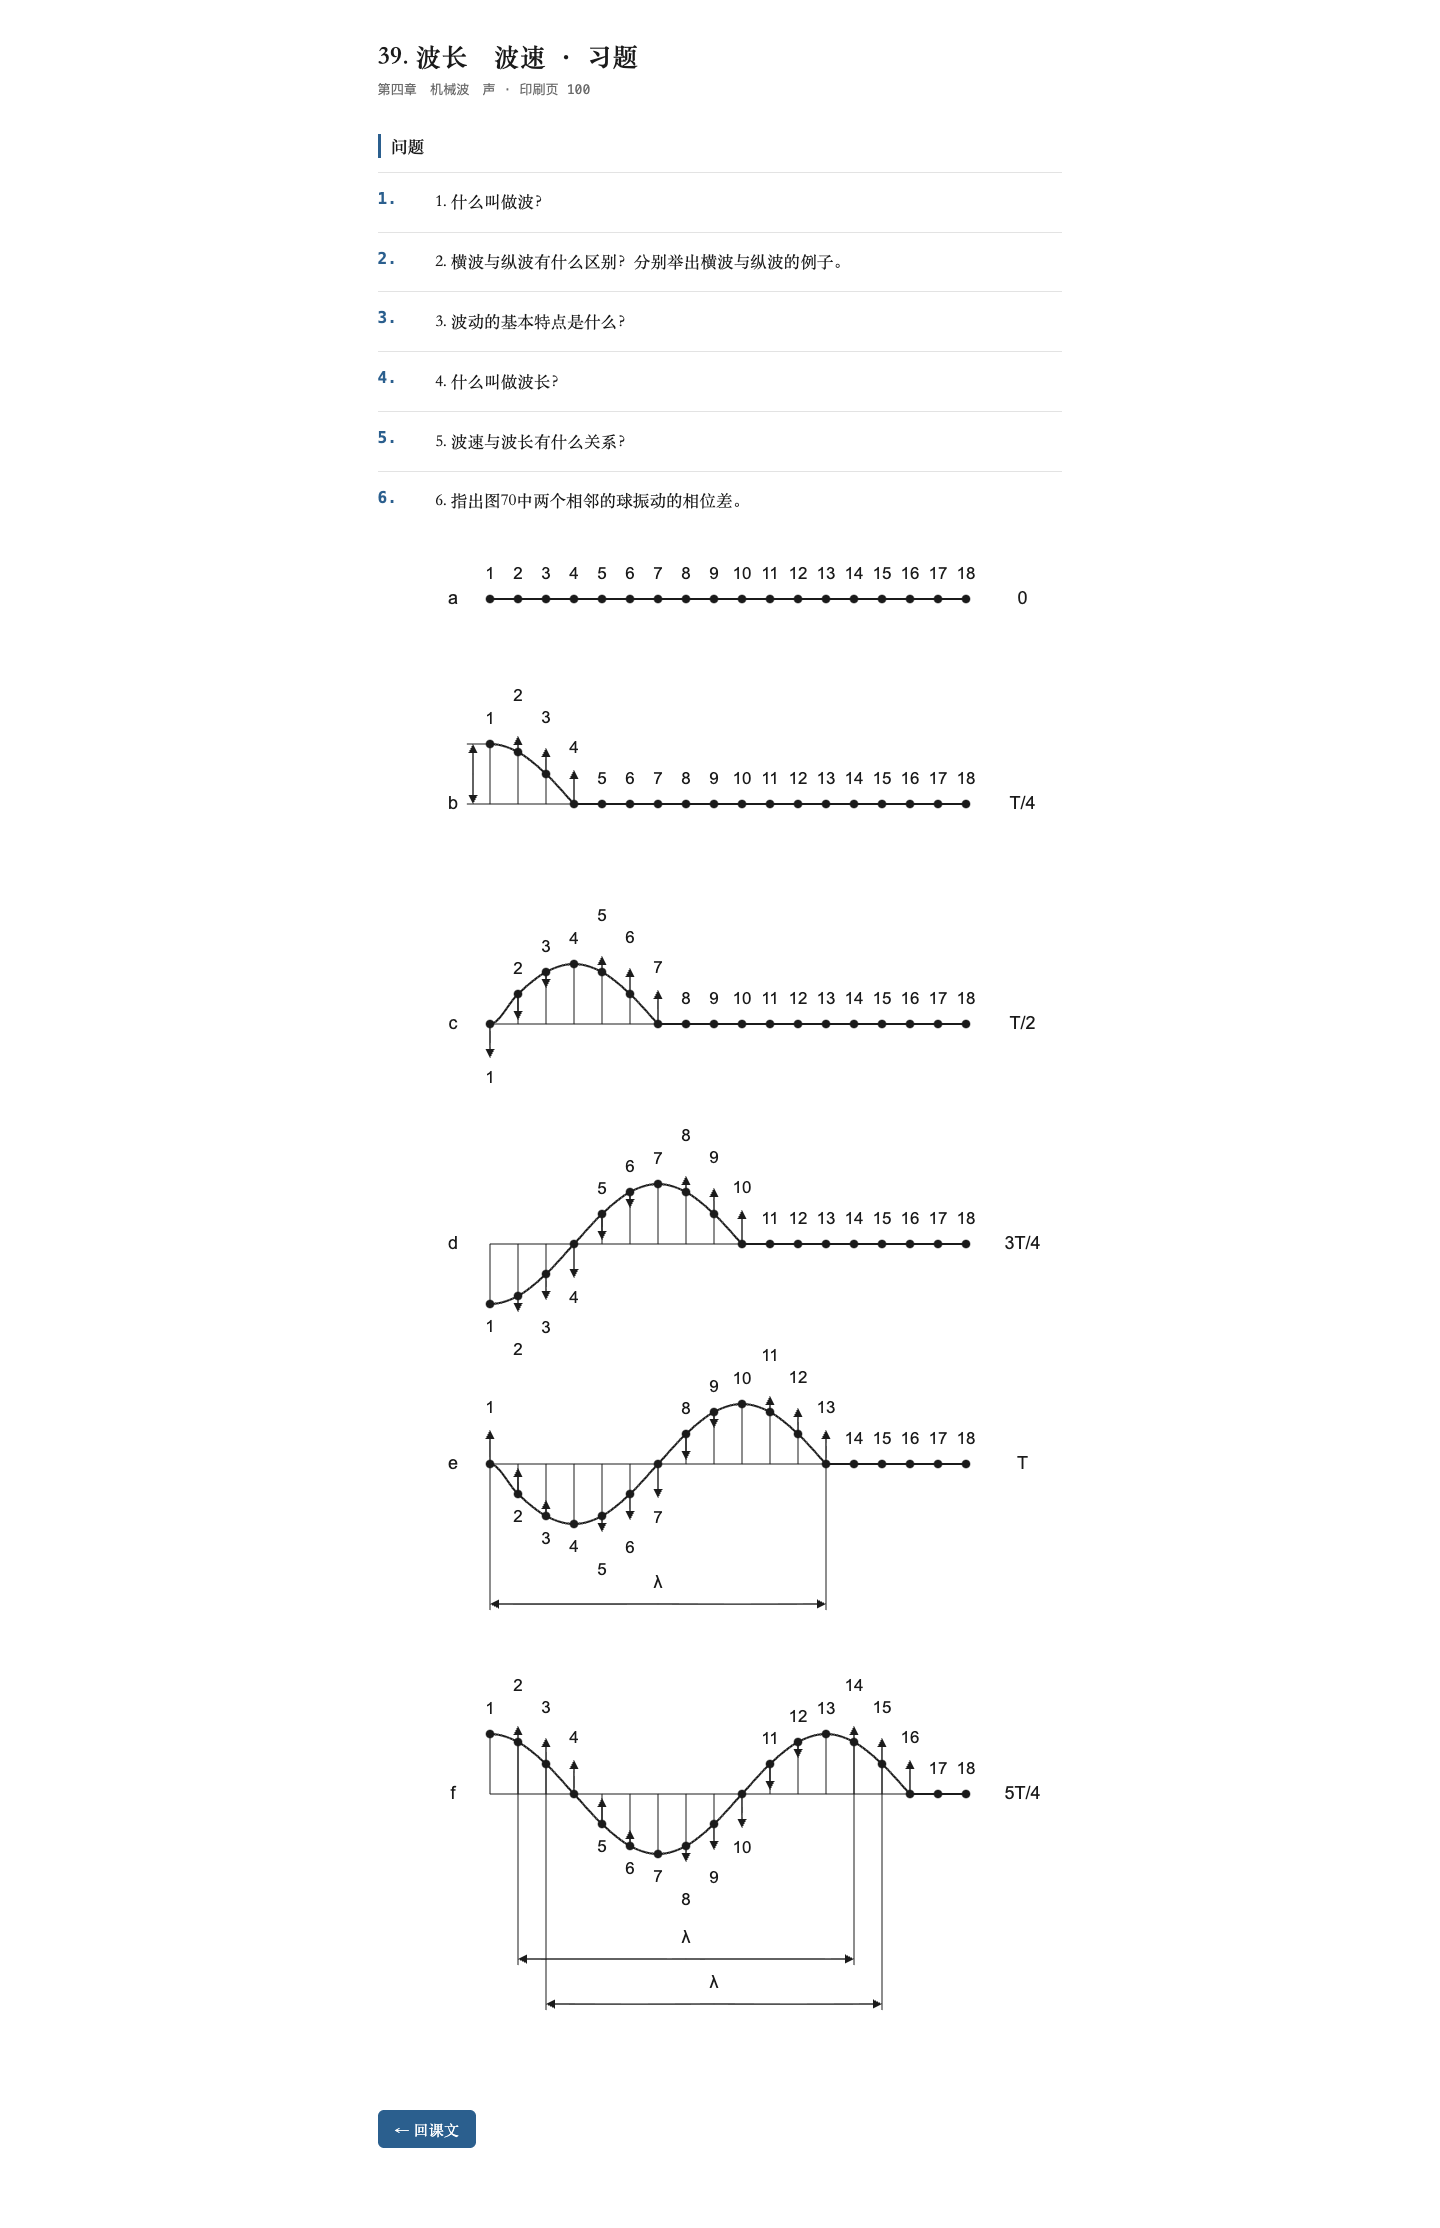 39. 波长　波速 · 习题
第四章　机械波　声 · 印刷页 100
问题
1. 1. 什么叫做波?
2. 2. 横波与纵波有什么区别? 分别举出横波与纵波的例子。
3. 3. 波动的基本特点是什么?
4. 4. 什么叫做波长?
5. 5. 波速与波长有什么关系?
6. 6. 指出图70中两个相邻的球振动的相位差。
1 2 3 4 5 6 7 8 9 10 11 12 13 14 15 16 17 18
a 0
2
1 3
4
5 6 7 8 9 10 11 12 13 14 15 16 17 18
b T/4
5
3 4 6
2 7
8 9 10 11 12 13 14 15 16 17 18
c T/2
1
8
6 7 9
5 10
11 12 13 14 15 16 17 18
d 3T/4
4
1 3
2
11
9 10 12
1 8 13
14 15 16 17 18
e T
2 7
3 4 6
5
λ
2 14
1 3 12 13 15
4 11 16
17 18
f 5T/4
5 10
6 7 9
8
λ
λ
← 回课文